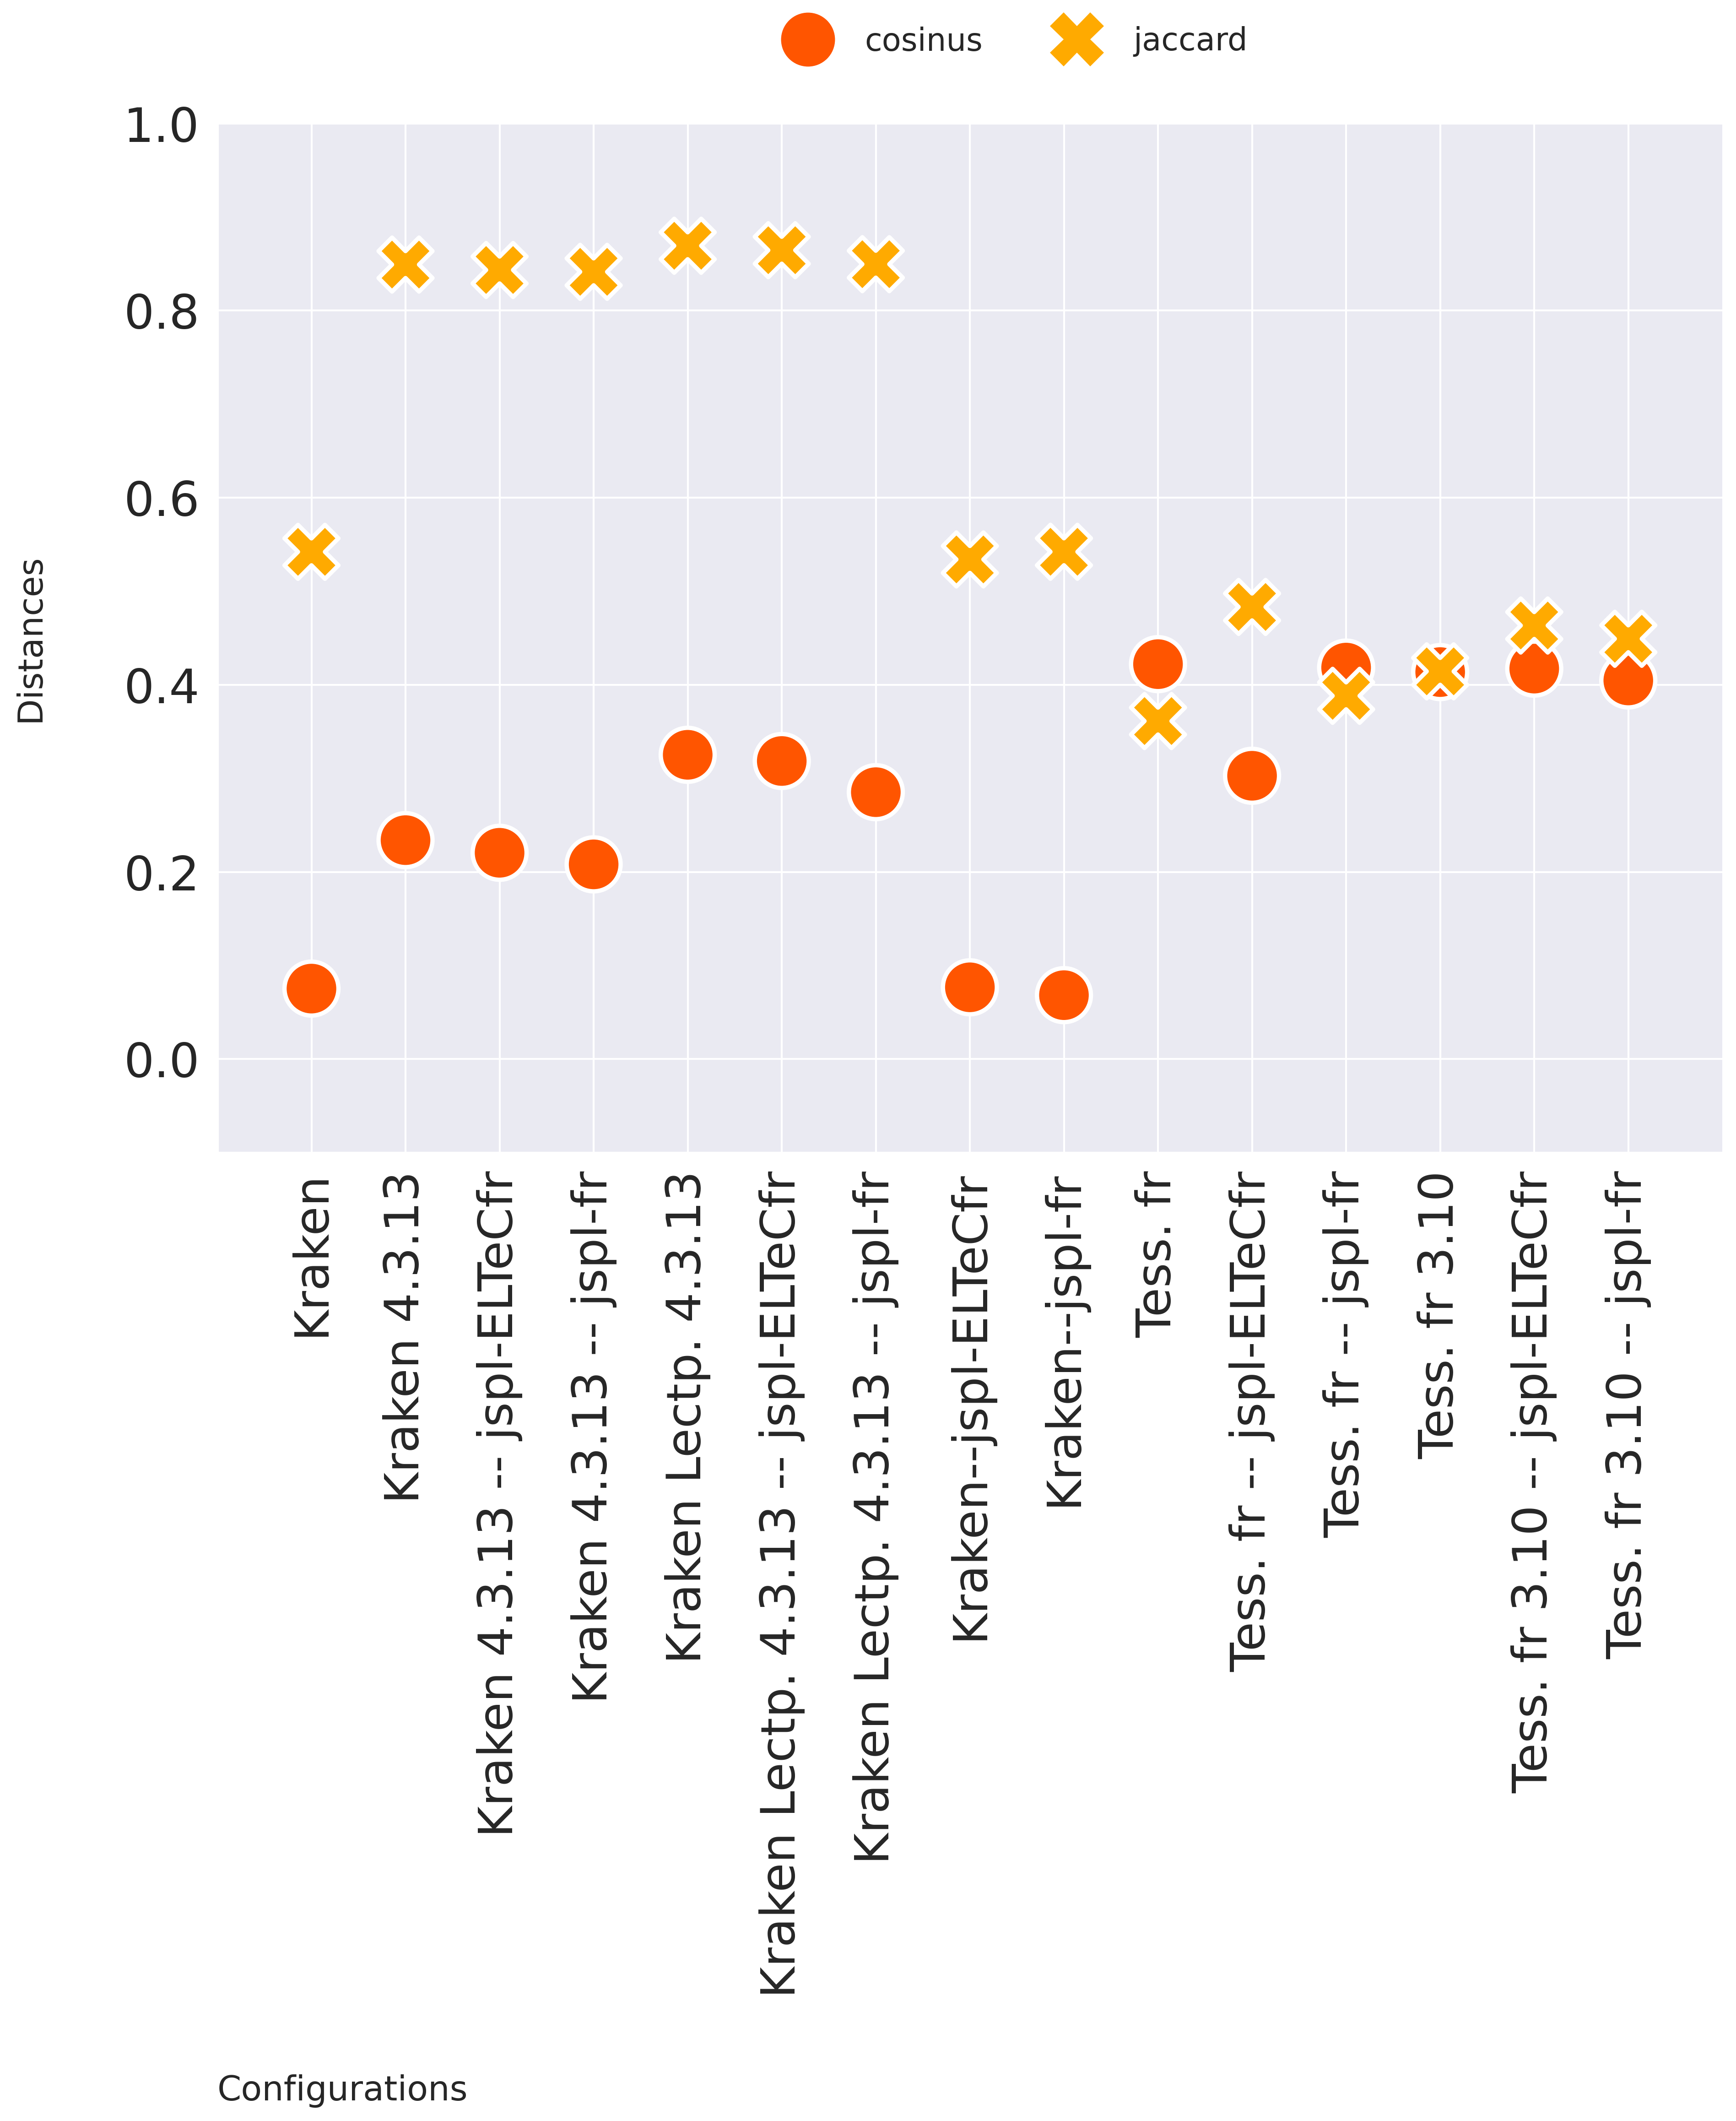 cosinus
jaccard
1.0
0.8
0.6
0.4
0.2
0.0
Distances
Kraken
Kraken 4.3.13
Kraken 4.3.13 -- jspl-ELTeCfr
Kraken 4.3.13 -- jspl-fr
Kraken Lectp. 4.3.13
Kraken Lectp. 4.3.13 -- jspl-ELTeCfr
Kraken Lectp. 4.3.13 -- jspl-fr
Kraken--jspl-ELTeCfr
Kraken--jspl-fr
Tess. fr
Tess. fr -- jspl-ELTeCfr
Tess. fr -- jspl-fr
Tess. fr 3.10
Tess. fr 3.10 -- jspl-ELTeCfr
Tess. fr 3.10 -- jspl-fr
Configurations